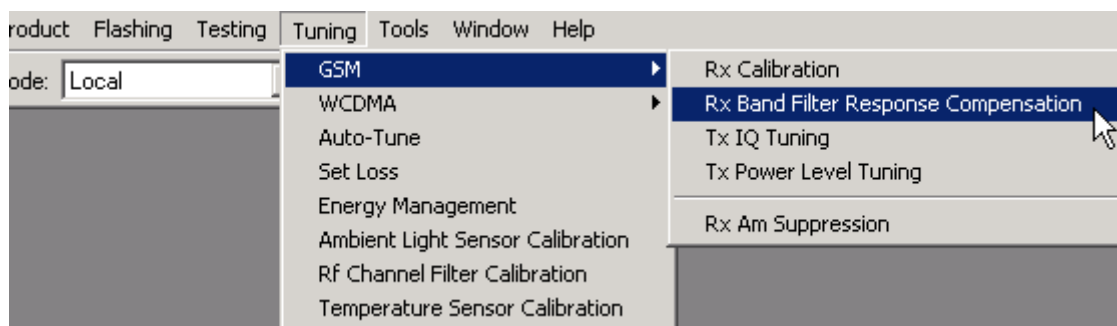 roduct Flashing Testing Tuning Tools Window Help
ode: Local
GSM
WCDMA
Auto-Tune
Set Loss
Energy Management
Ambient Light Sensor Calibration
Rf Channel Filter Calibration
Temperature Sensor Calibration
Rx Calibration
Rx Band Filter Response Compensation
Tx IQ Tuning
Tx Power Level Tuning
Rx Am Suppression